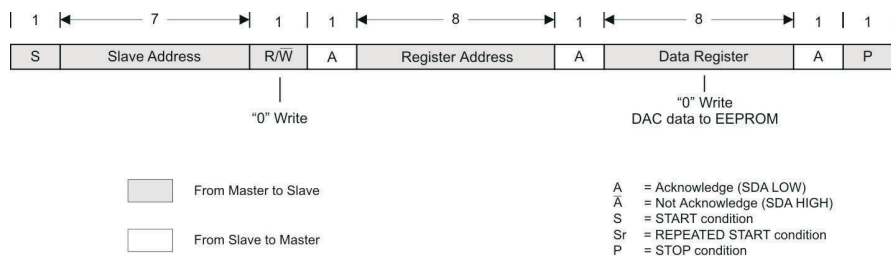 1 7 1 1 8 1 8 1 1
S Slave Address R/W̅ A Register Address A Data Register A P
"0" Write
"0" Write
DAC data to EEPROM
From Master to Slave
From Slave to Master
A = Acknowledge (SDA LOW)
A̅ = Not Acknowledge (SDA HIGH)
S = START condition
Sr = REPEATED START condition
P = STOP condition